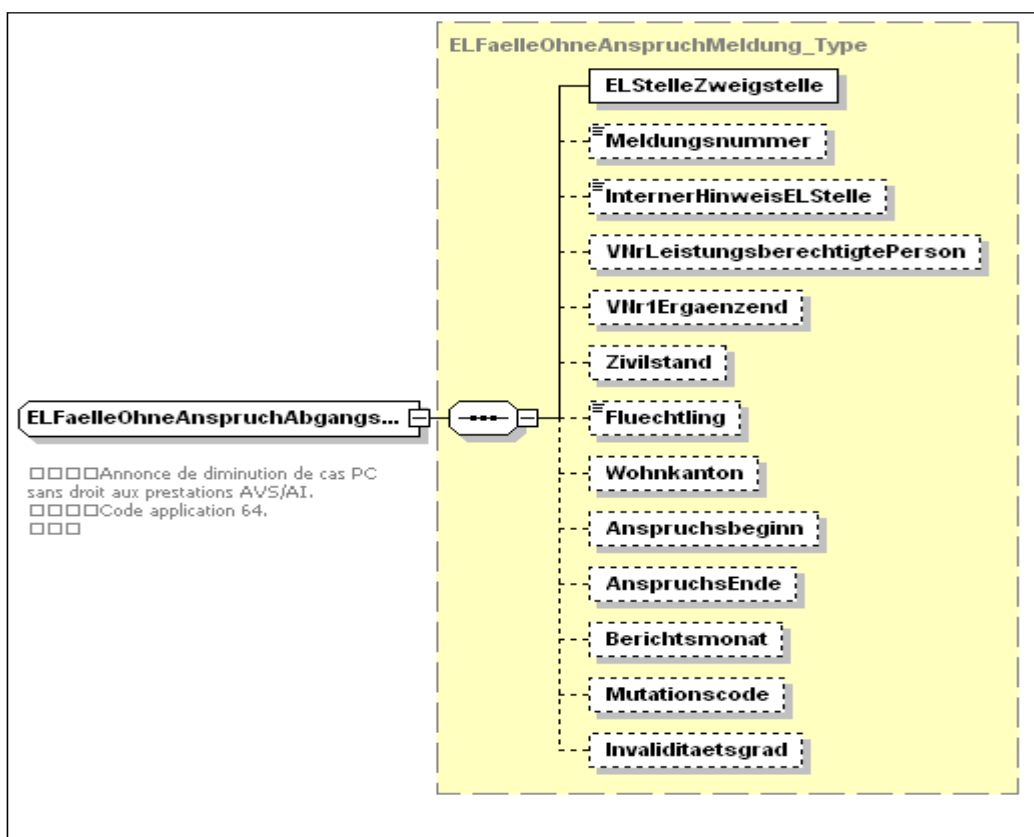 ELFaelleOhneAnspruchMeldung_Type
ELStelleZweigstelle
Meldungsnummer
InternerHinweisELStelle
VNrLeistungsberechtigtePerson
VNr1Ergaenzend
Zivilstand
ELFaelleOhneAnspruchAbgangs...
Fluechtling
Wohnkanton
Anspruchsbeginn
AnspruchsEnde
Berichtsmonat
Mutationscode
Invaliditaetsgrad
□□□□Annonce de diminution de cas PC
sans droit aux prestations AVS/AI.
□□□□Code application 64.
□□□